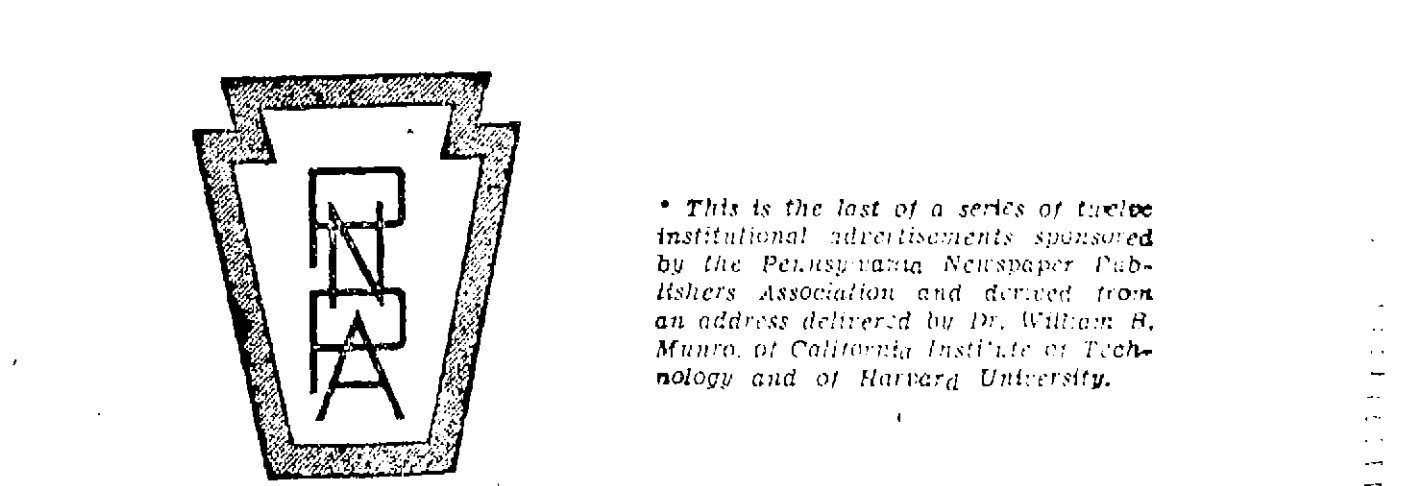 PNPA
* This is the last of a series of twelve
institutional advertisements sponsored
by the Pennsylvania Newspaper Pub-
lishers Association and derived from
an address delivered by Dr. William B.
Munro, of California Institute of Tech-
nology and of Harvard University.